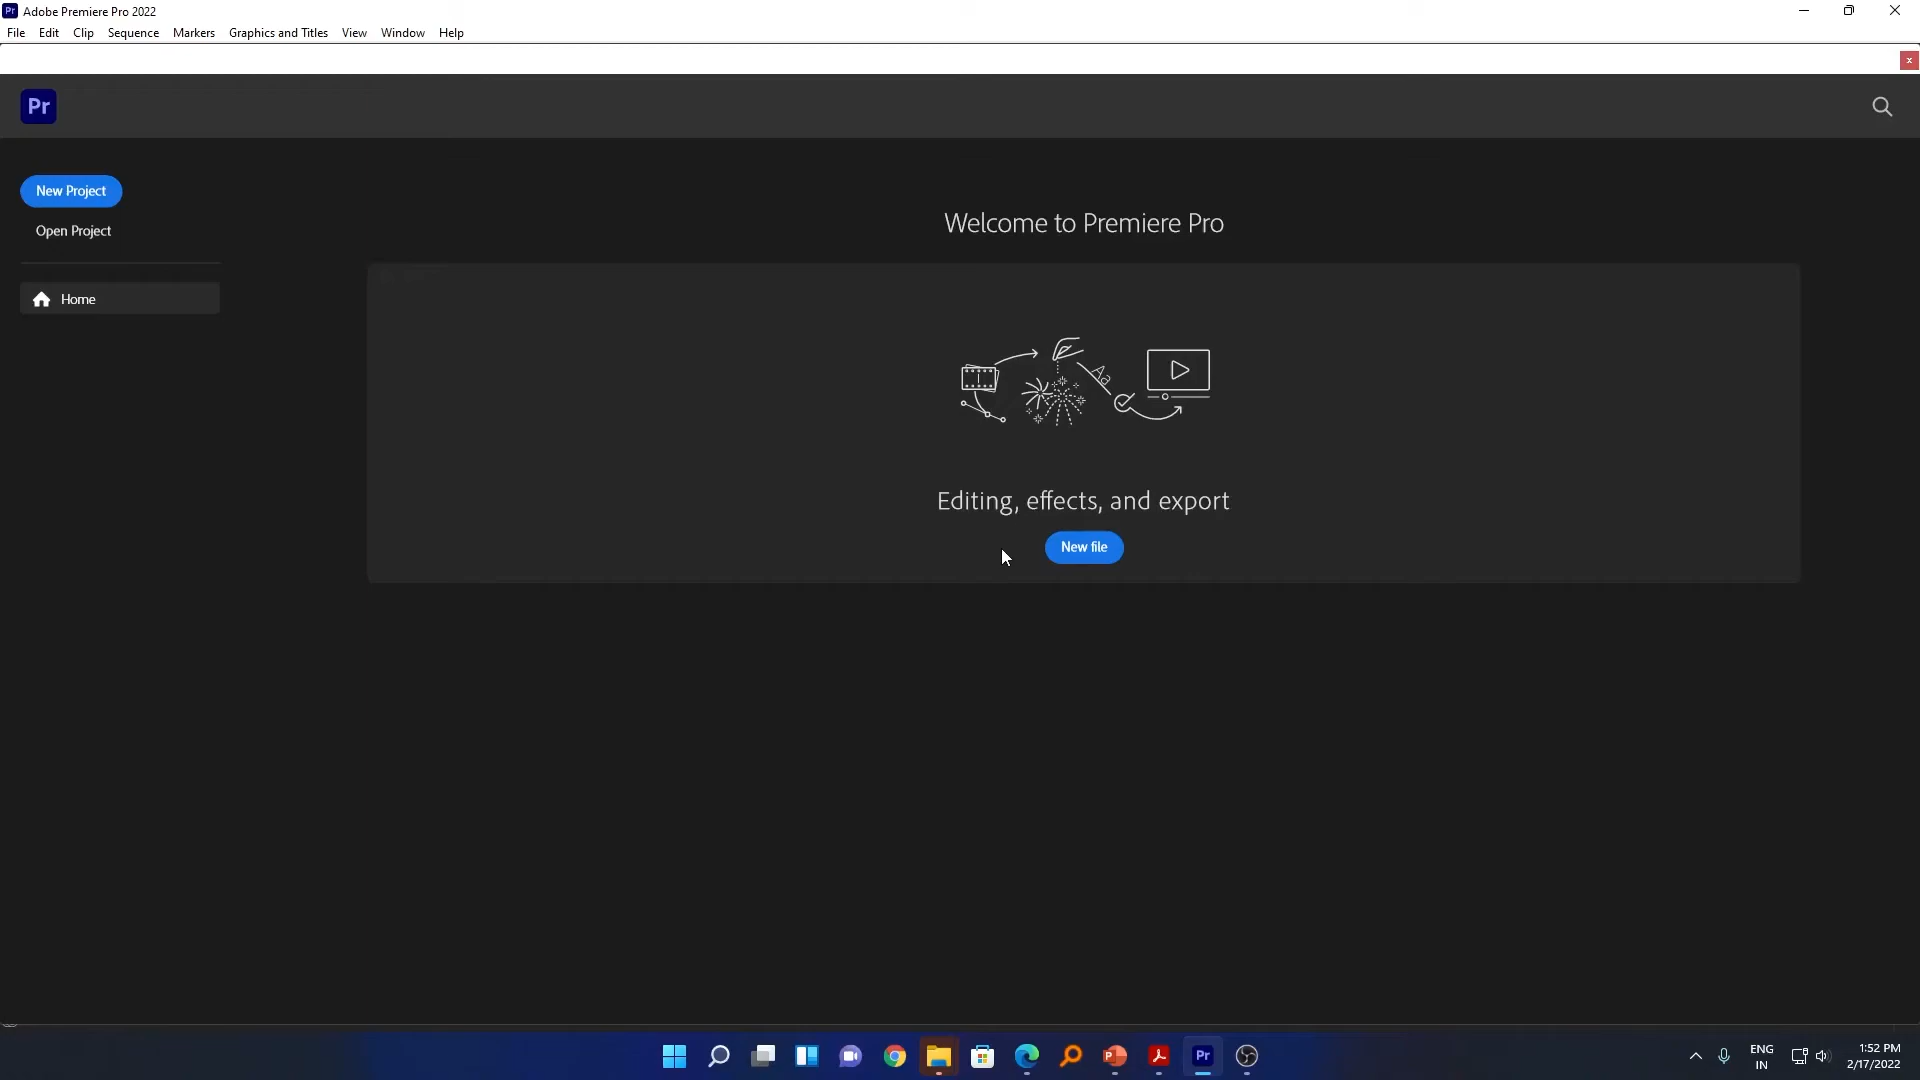 Pr Adobe Premiere Pro 2022
File Edit Clip Sequence Markers Graphics and Titles View Window Help
x
Pr
New Project
Open Project
Home
Welcome to Premiere Pro
Aa
Editing, effects, and export
New file
P
Pr
ENG
IN
1:52 PM
2/17/2022